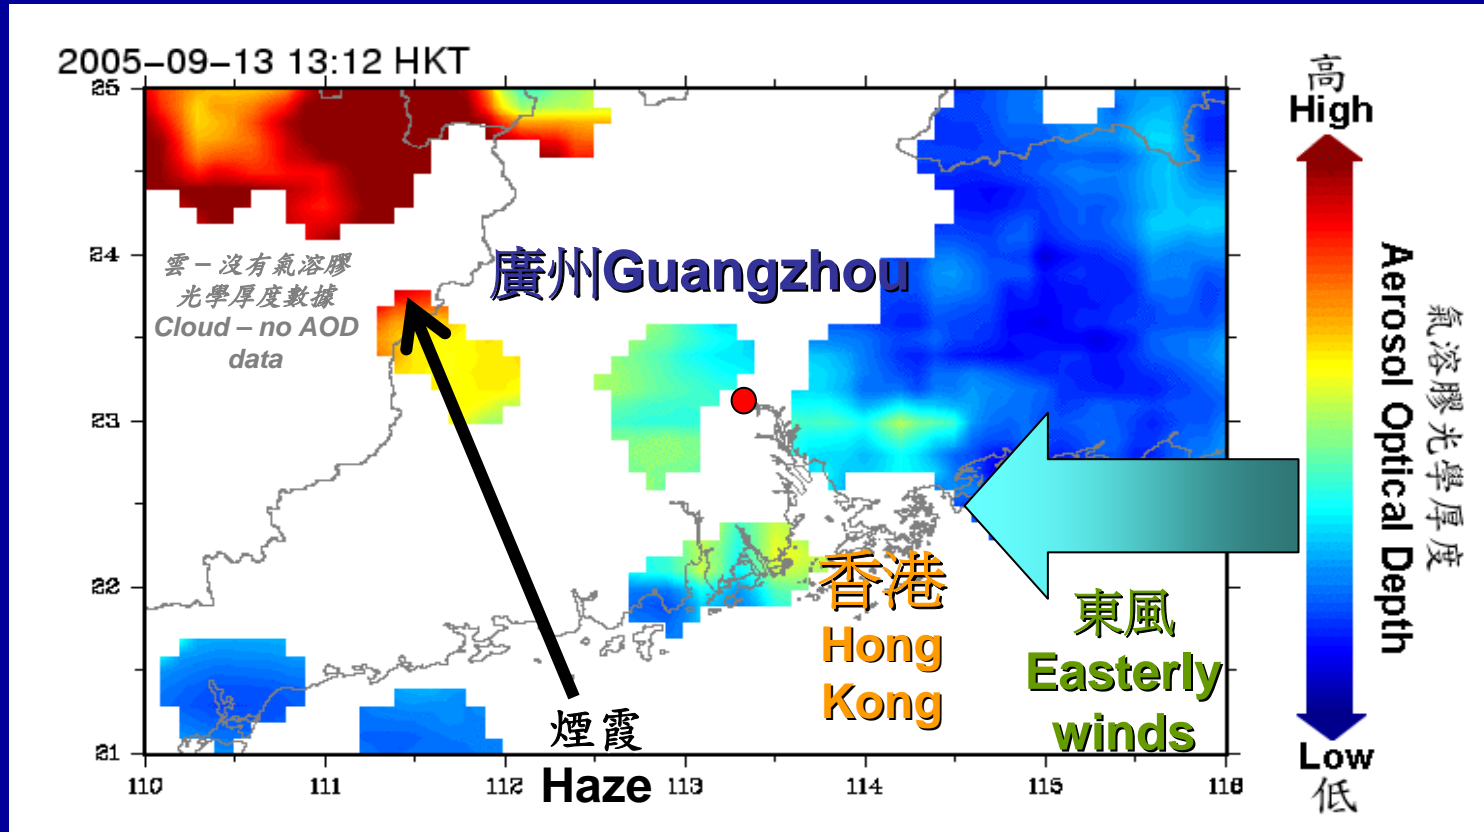 2005-09-13 13:12 HKT
25
24
23
22
21
110
111
112
113
114
115
116
雲－沒有氣溶膠
光學厚度數據
Cloud – no AOD
data
廣州Guangzhou
香港
Hong
Kong
東風
Easterly
winds
煙霞
Haze
高
High
Aerosol Optical Depth
氣溶膠光學厚度
Low
低